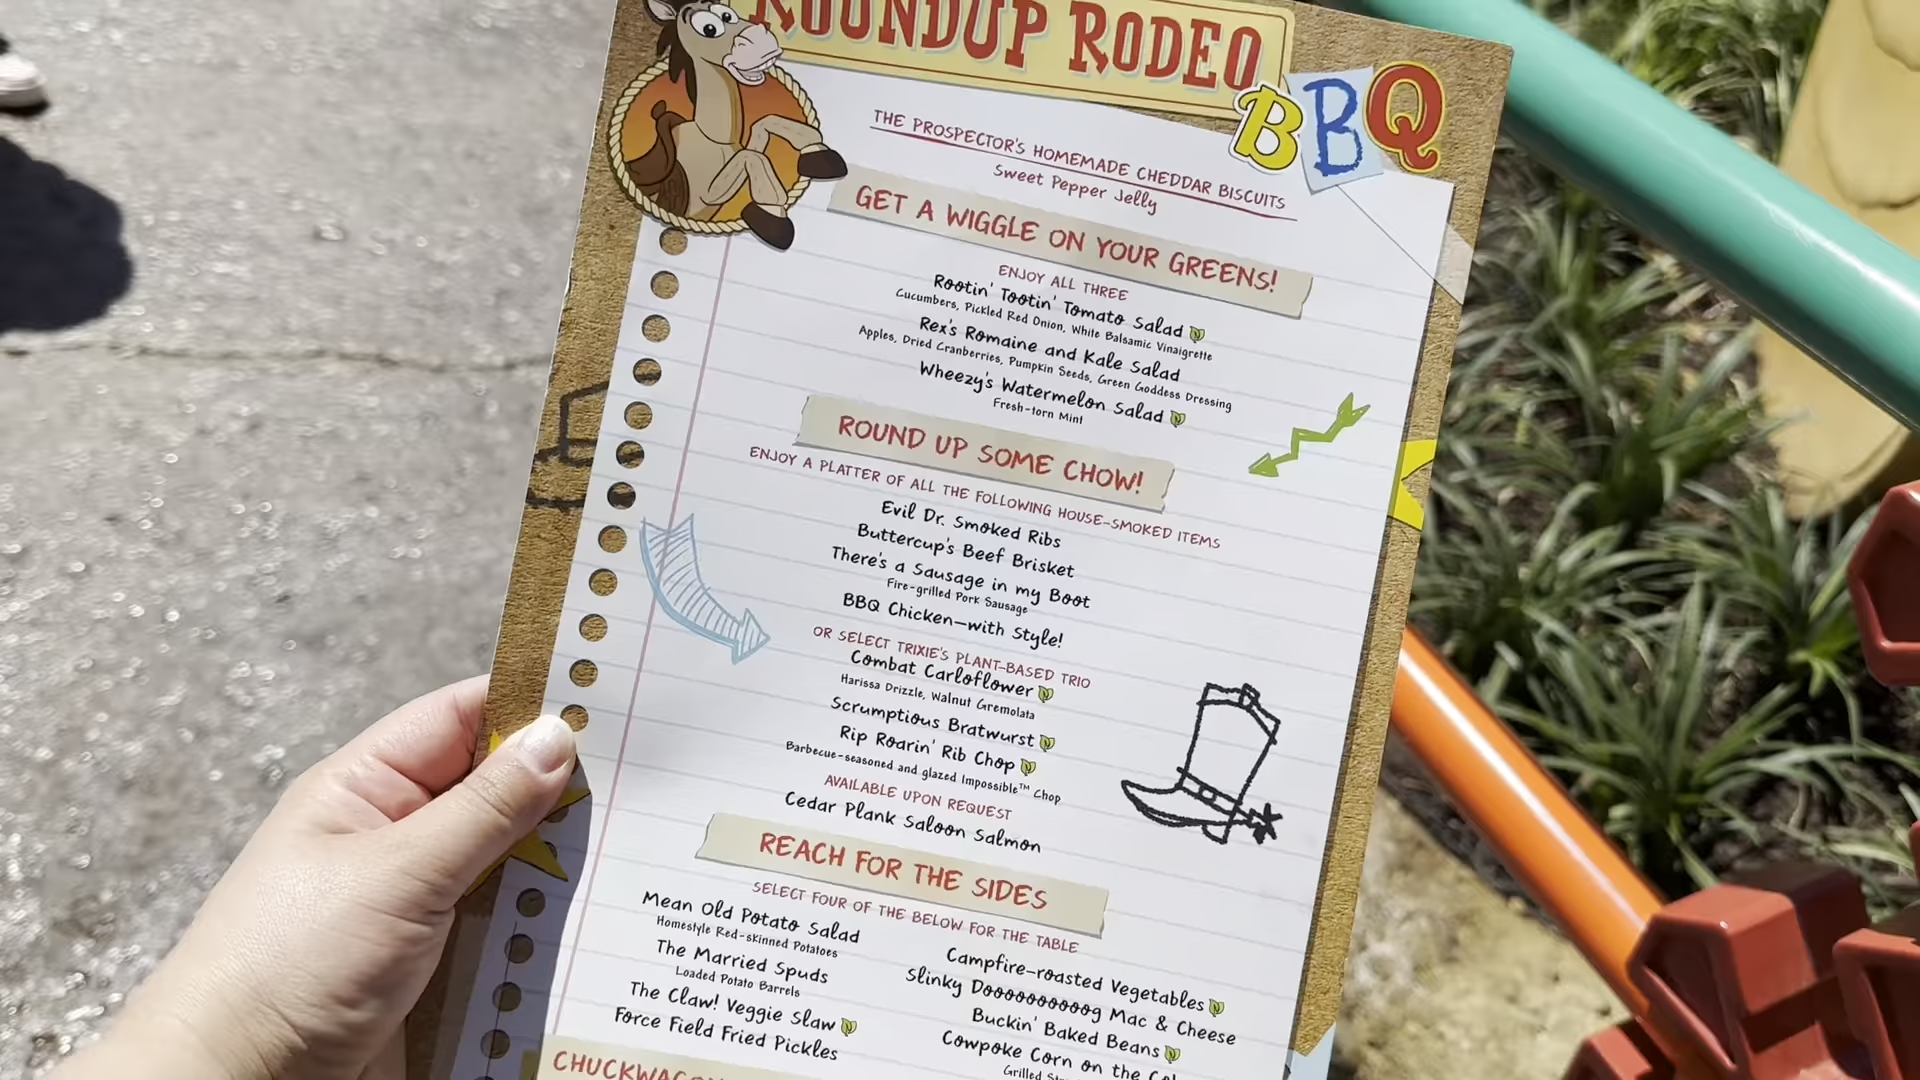 ROUNDUP RODEO
BBQ
THE PROSPECTOR'S HOMEMADE CHEDDAR BISCUITS
Sweet Pepper Jelly
GET A WIGGLE ON YOUR GREENS!
ENJOY ALL THREE
Rootin' Tootin' Tomato Salad
Cucumbers, Pickled Red Onion, White Balsamic Vinaigrette
Rex's Romaine and Kale Salad
Apples, Dried Cranberries, Pumpkin Seeds, Green Goddess Dressing
Wheezy's Watermelon Salad
Fresh-torn Mint
ROUND UP SOME CHOW!
ENJOY A PLATTER OF ALL THE FOLLOWING HOUSE-SMOKED ITEMS
Evil Dr. Smoked Ribs
Buttercup's Beef Brisket
There's a Sausage in my Boot
Fire-grilled Pork Sausage
BBQ Chicken—with Style!
OR SELECT TRIXIE'S PLANT-BASED TRIO
Combat Carloflower
Harissa Drizzle, Walnut Gremolata
Scrumptious Bratwurst
Rip Roarin' Rib Chop
Barbecue-seasoned and glazed Impossible™ Chop
AVAILABLE UPON REQUEST
Cedar Plank Saloon Salmon
REACH FOR THE SIDES
SELECT FOUR OF THE BELOW FOR THE TABLE
Mean Old Potato Salad
Homestyle Red-skinned Potatoes
The Married Spuds
Loaded Potato Barrels
The Claw! Veggie Slaw
Force Field Fried Pickles
Campfire-roasted Vegetables
Slinky Doooooooooog Mac & Cheese
Buckin' Baked Beans
Cowpoke Corn on the
Grilled